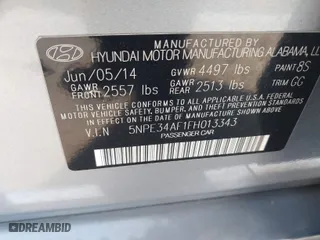 MANUFACTURED BY
HYUNDAI MOTOR MANUFACTURING ALABAMA, LL
Jun/05/14 GVWR 4497 lbs PAINT 8S
GAWR FRONT 2557 lbs GAWR REAR 2513 lbs TRIM GG
THIS VEHICLE CONFORMS TO ALL APPLICABLE
U.S.A. FEDERAL MOTOR VEHICLE SAFETY, BUMPER, AND
THEFT PREVENTION STANDARDS IN EFFECT ON THE
DATE OF MANUFACTURE SHOWN ABOVE.
V.I.N 5NPE34AF1FH013343
PASSENGER CAR
DREAMBID